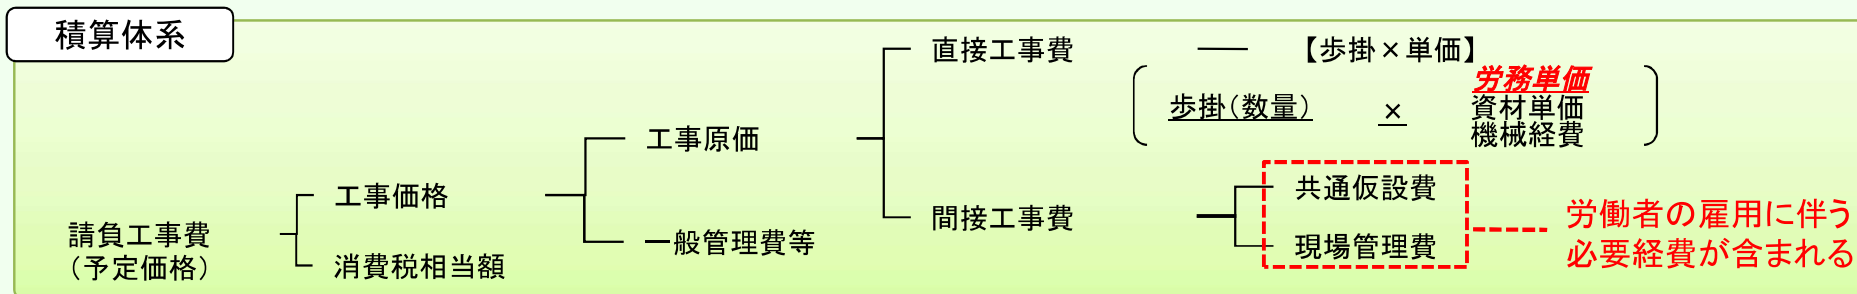 積算体系
直接工事費
【歩掛×単価】
歩掛(数量)
×
労務単価
資材単価
機械経費
工事原価
工事価格
共通仮設費
間接工事費
現場管理費
労働者の雇用に伴う
必要経費が含まれる
請負工事費
(予定価格)
一般管理費等
消費税相当額